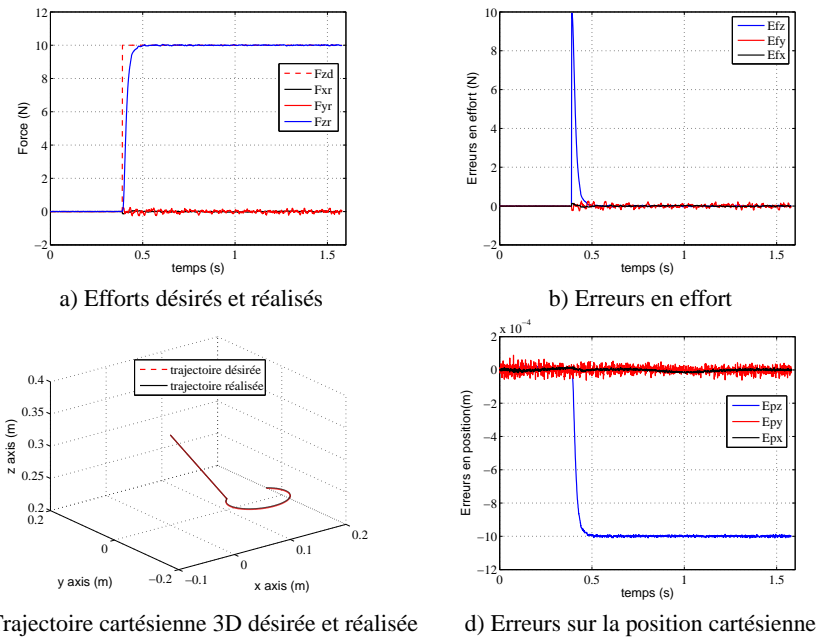 12
10
8
6
4
2
0
−2
0
0.5
1
1.5
Force (N)
temps (s)
Fzd
Fxr
Fyr
Fzr
a) Efforts désirés et réalisés
10
8
6
4
2
0
−2
0
0.5
1
1.5
Erreurs en effort (N)
temps (s)
Efz
Efy
Efx
b) Erreurs en effort
trajectoire désirée
trajectoire réalisée
0.4
0.35
0.3
0.25
0.2
z axis (m)
0.2
0
−0.2
y axis (m)
−0.1
0
0.1
0.2
x axis (m)
Trajectoire cartésienne 3D désirée et réalisée
x 10⁻⁴
2
0
−2
−4
−6
−8
−10
−12
0
0.5
1
1.5
Erreurs en position(m)
temps (s)
Epz
Epy
Epx
d) Erreurs sur la position cartésienne